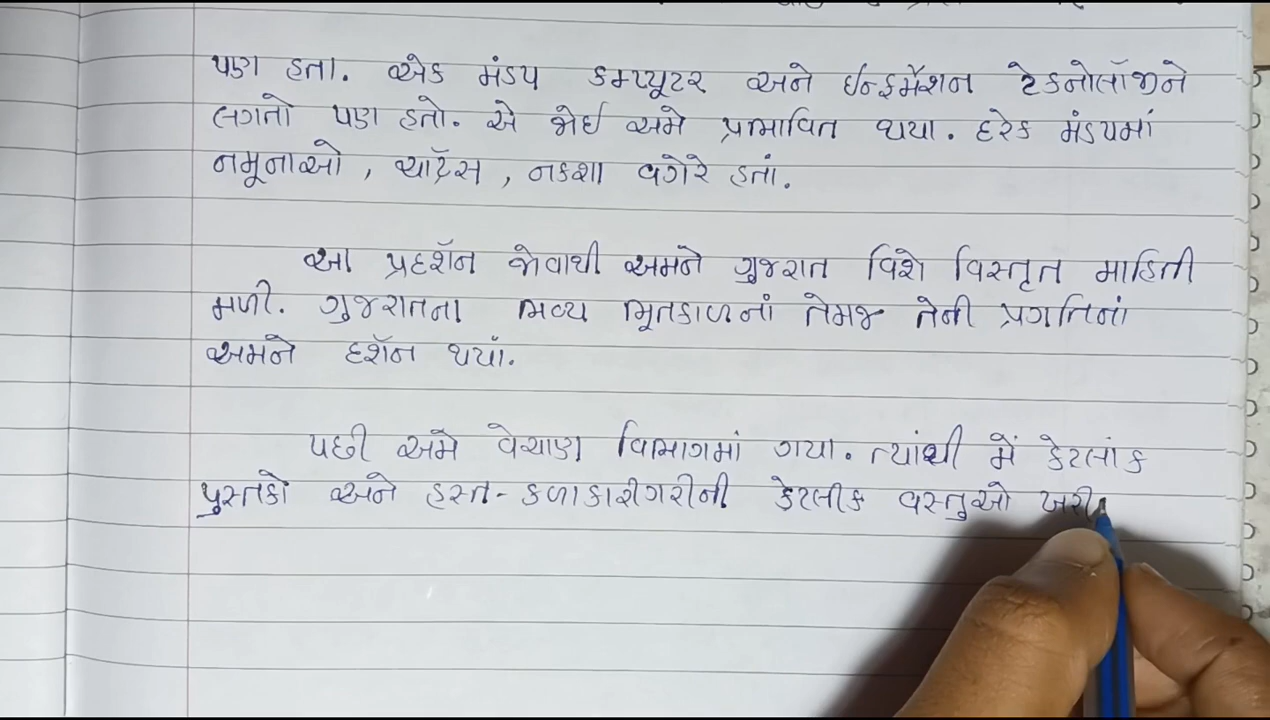 પણ હતા. એક મંડપ કમ્પ્યૂટર અને ઈન્ફર્મેશન ટેકનોલૉજીને
લગતો પણ હતો. એ જોઈ અમે પ્રભાવિત થયા. દરેક મંડપમાં
નમૂનાઓ, ચાર્ટ્સ, નકશા વગેરે હતાં.
આ પ્રદર્શન જોવાથી અમને ગુજરાત વિશે વિસ્તૃત માહિતી
મળી. ગુજરાતના ભવ્ય ભૂતકાળનાં તેમજ તેની પ્રગતિનાં
અમને દર્શન થયાં.
પછી અમે વેચાણ વિભાગમાં ગયા. ત્યાંથી મેં કેટલાંક
પુસ્તકો અને હસ્ત-કળાકારીગરીની કેટલીક વસ્તુઓ ખરી